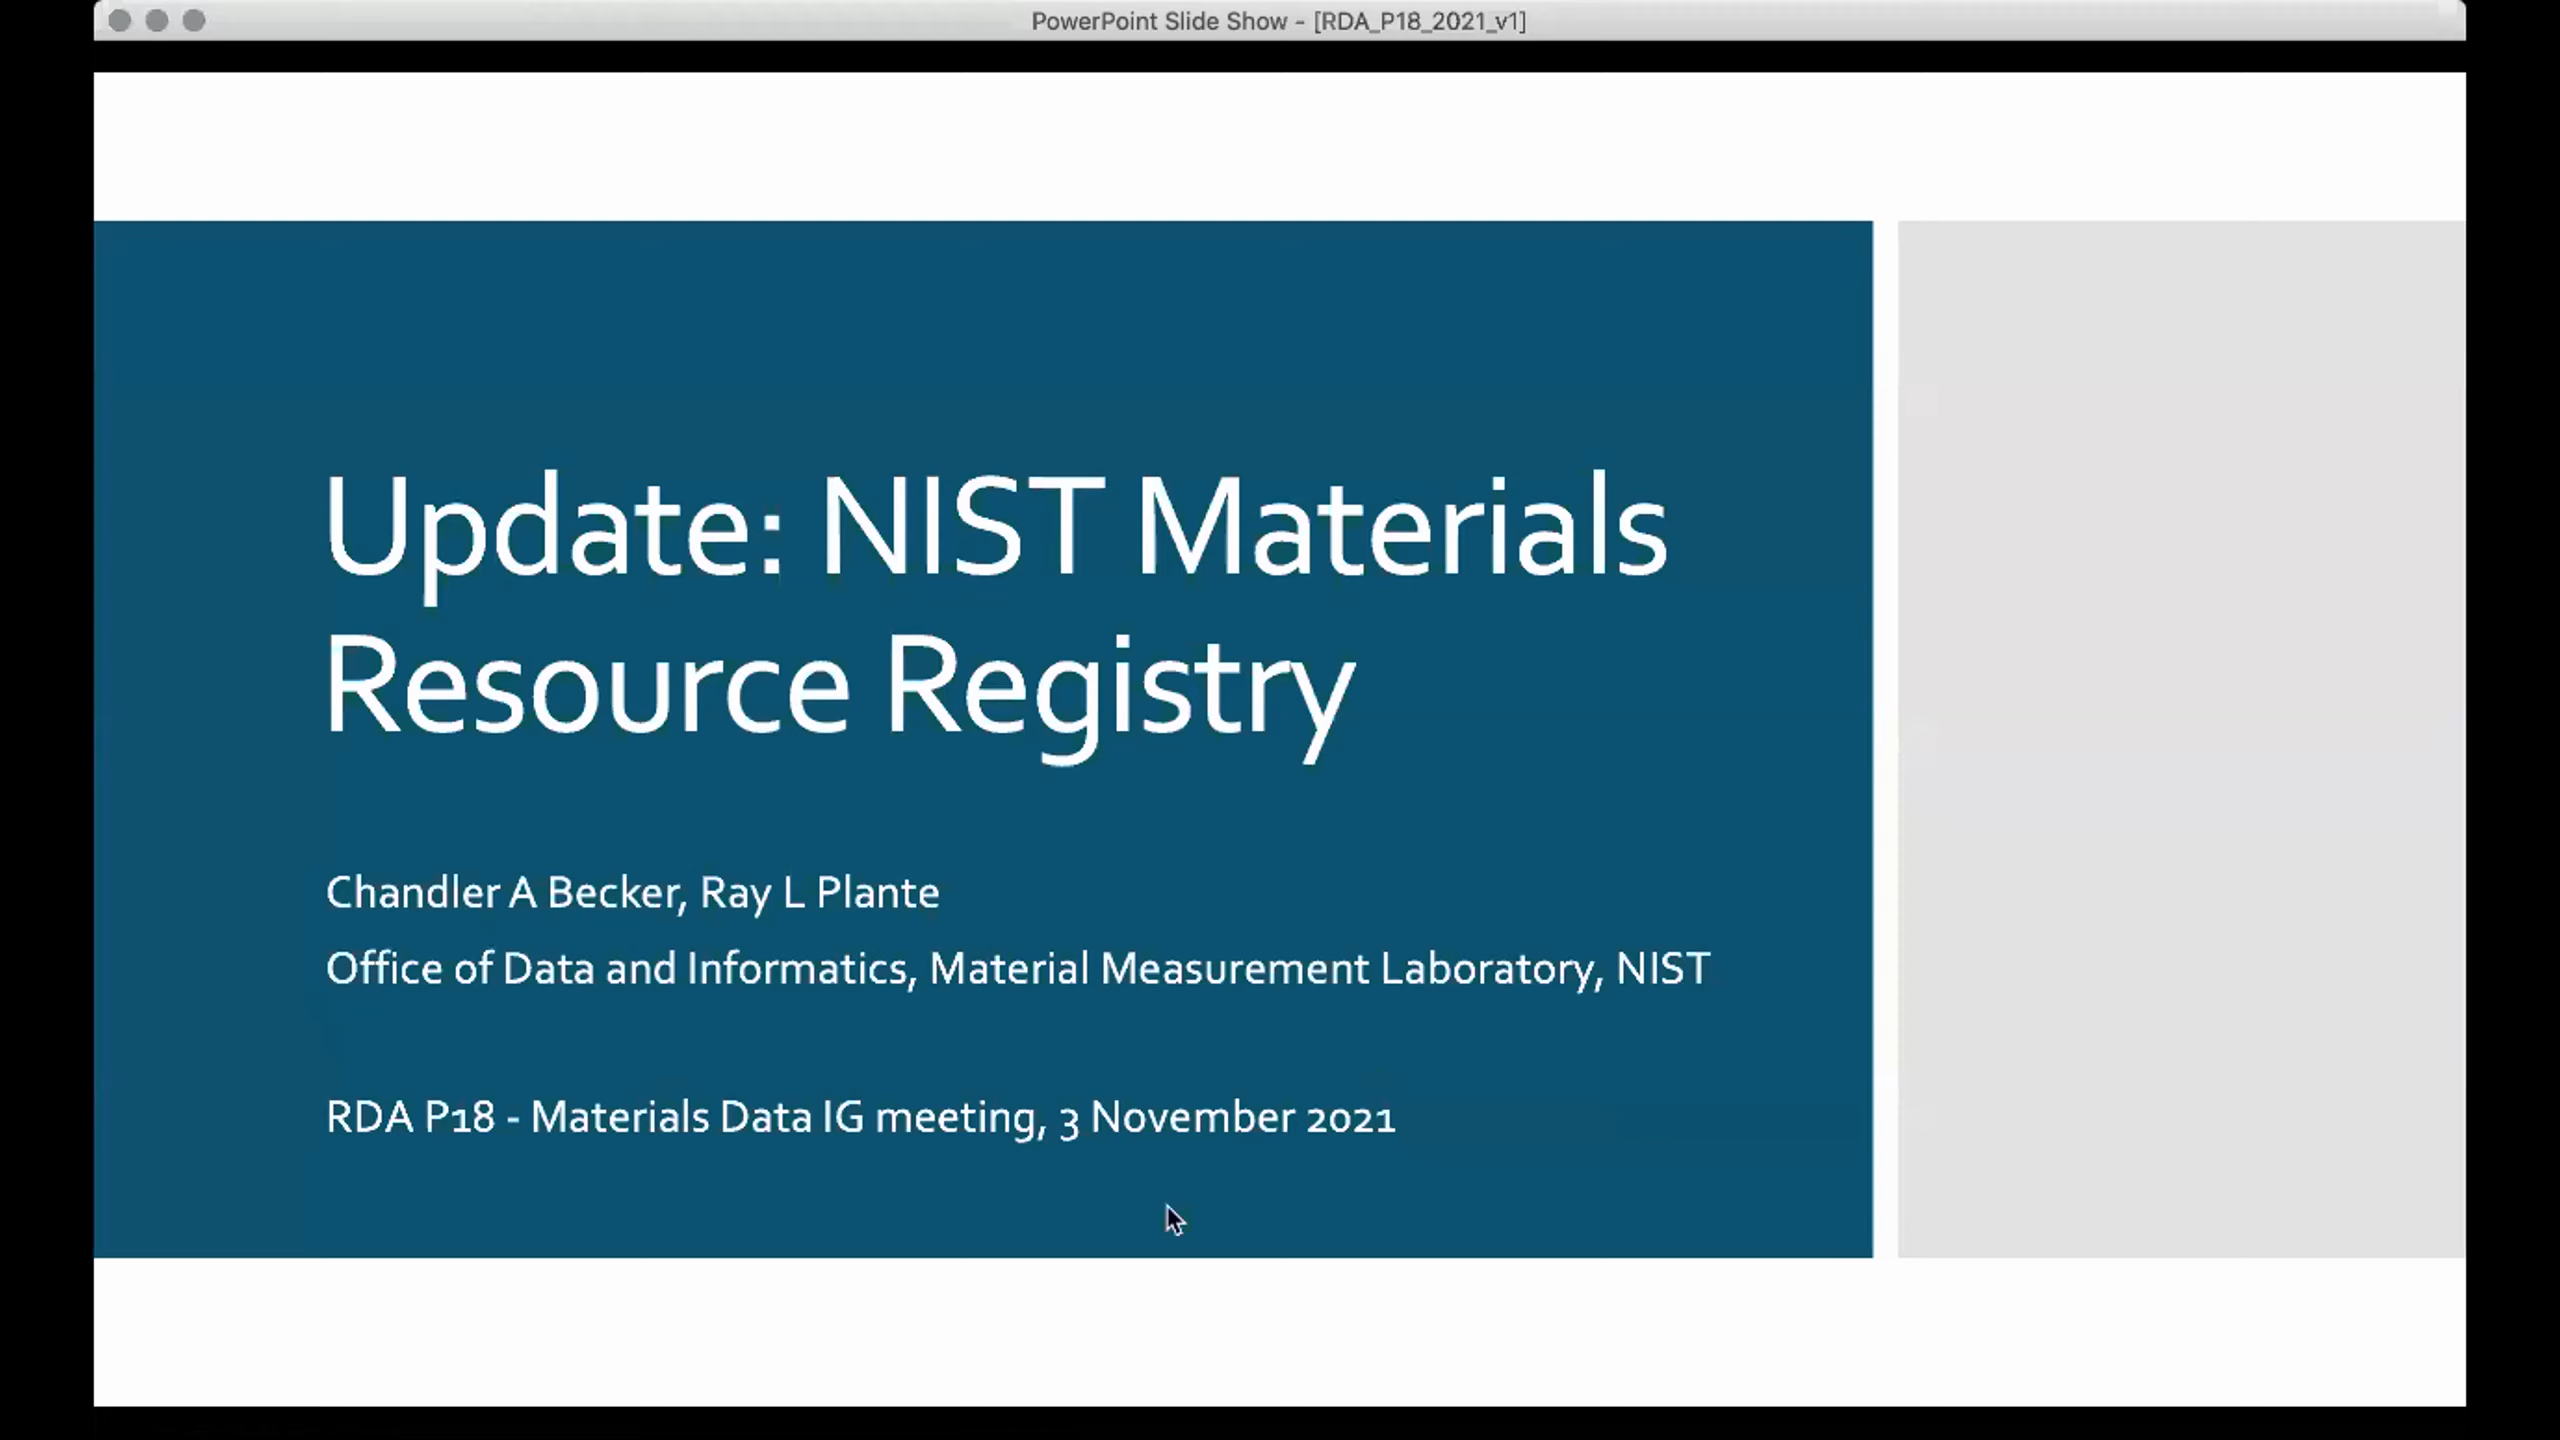 PowerPoint Slide Show - [RDA_P18_2021_v1]
Update: NIST Materials
Resource Registry
Chandler A Becker, Ray L Plante
Office of Data and Informatics, Material Measurement Laboratory, NIST
RDA P18 - Materials Data IG meeting, 3 November 2021